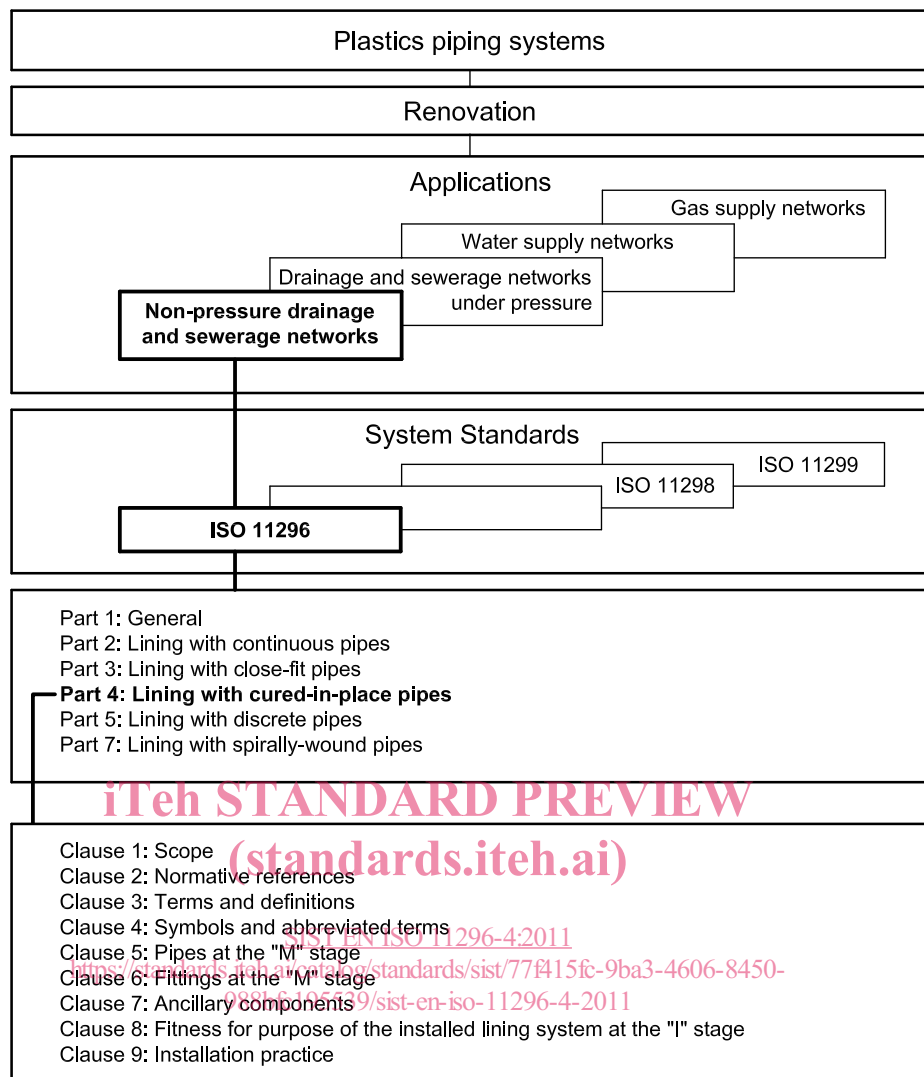 Plastics piping systems
Renovation
Applications
Gas supply networks
Water supply networks
Drainage and sewerage networks
under pressure
Non-pressure drainage
and sewerage networks
System Standards
ISO 11299
ISO 11298
ISO 11296
Part 1: General
Part 2: Lining with continuous pipes
Part 3: Lining with close-fit pipes
Part 4: Lining with cured-in-place pipes
Part 5: Lining with discrete pipes
Part 7: Lining with spirally-wound pipes
iTeh STANDARD PREVIEW
Clause 1: Scope
(standards.iteh.ai)
Clause 2: Normative references
Clause 3: Terms and definitions
Clause 4: Symbols and abbreviated terms
SIST EN ISO 11296-4:2011
Clause 5: Pipes at the "M" stage
https://standards.iteh.ai/catalog/standards/sist/77f415fc-9ba3-4606-8450-
Clause 6: Fittings at the "M" stage
988bfc195539/sist-en-iso-11296-4-2011
Clause 7: Ancillary components
Clause 8: Fitness for purpose of the installed lining system at the "I" stage
Clause 9: Installation practice